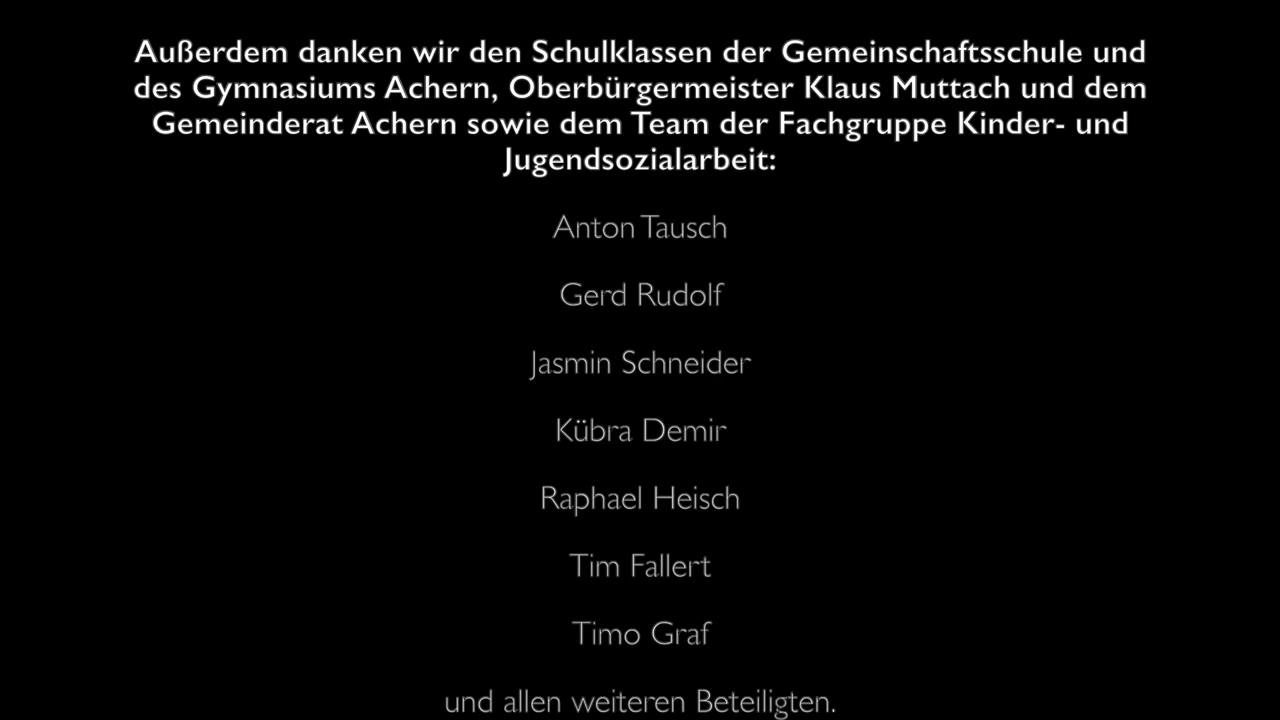 Außerdem danken wir den Schulklassen der Gemeinschaftsschule und
des Gymnasiums Achern, Oberbürgermeister Klaus Muttach und dem
Gemeinderat Achern sowie dem Team der Fachgruppe Kinder- und
Jugendsozialarbeit:
Anton Tausch
Gerd Rudolf
Jasmin Schneider
Kübra Demir
Raphael Heisch
Tim Fallert
Timo Graf
und allen weiteren Beteiligten.